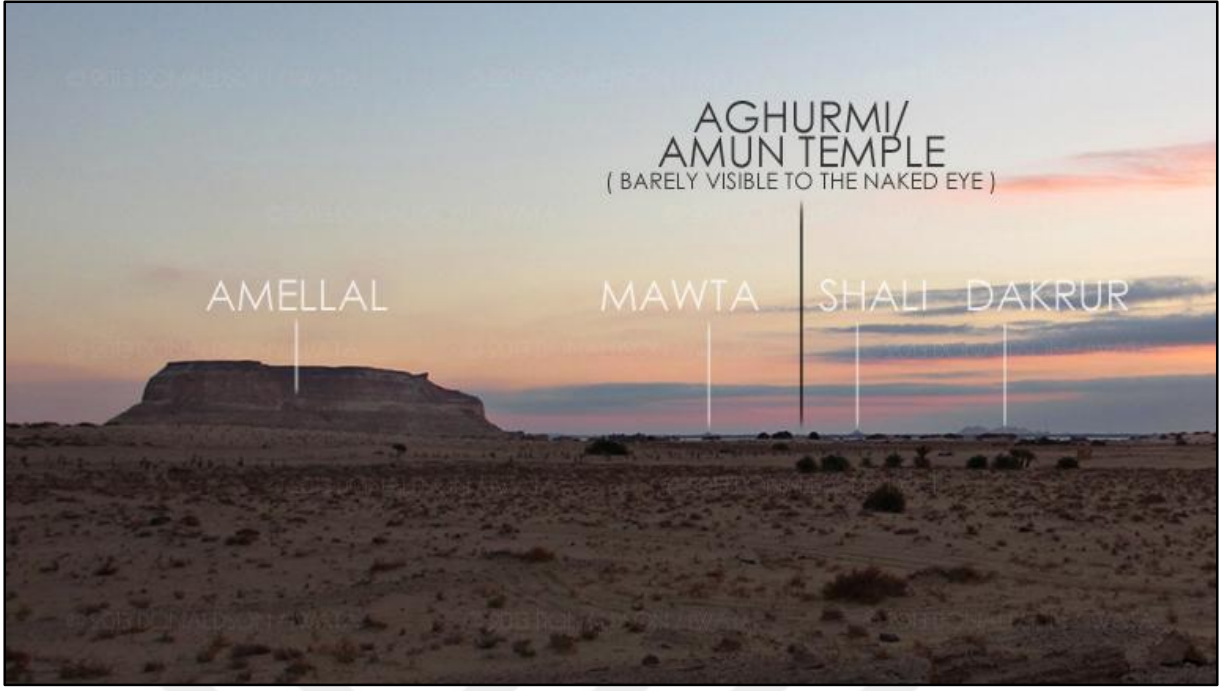 AGHURMI/
AMUN TEMPLE
( BARELY VISIBLE TO THE NAKED EYE )
AMELLAL
MAWTA
SHALI
DAKRUR